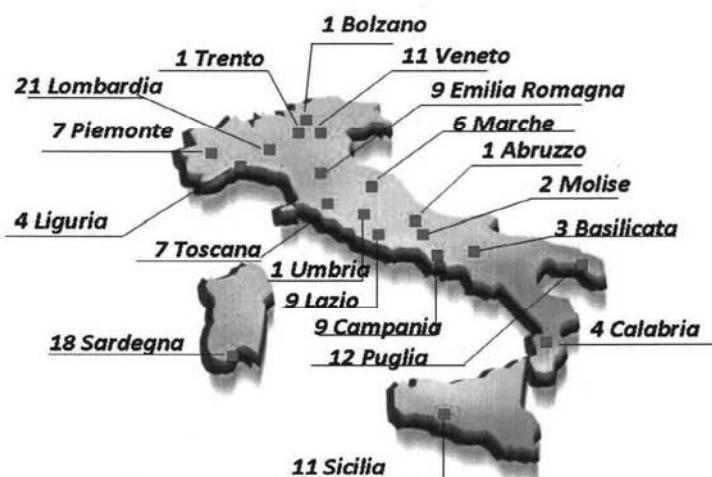 1 Bolzano
1 Trento
11 Veneto
21 Lombardia
9 Emilia Romagna
7 Piemonte
6 Marche
1 Abruzzo
2 Molise
4 Liguria
3 Basilicata
7 Toscana
1 Umbria
9 Lazio
9 Campania
4 Calabria
18 Sardegna
12 Puglia
11 Sicilia